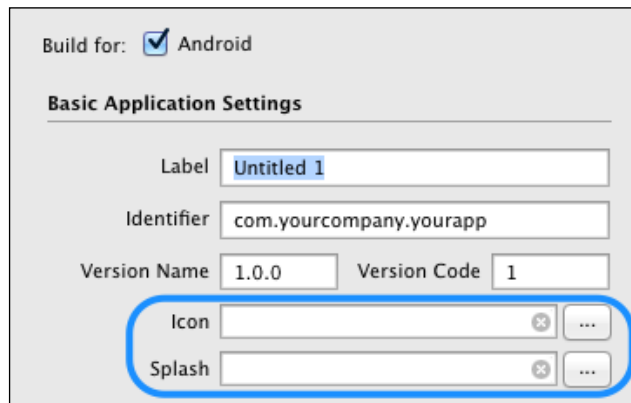 Build for: Android
Basic Application Settings
Label Untitled 1
Identifier com.yourcompany.yourapp
Version Name 1.0.0 Version Code 1
Icon ...
Splash ...